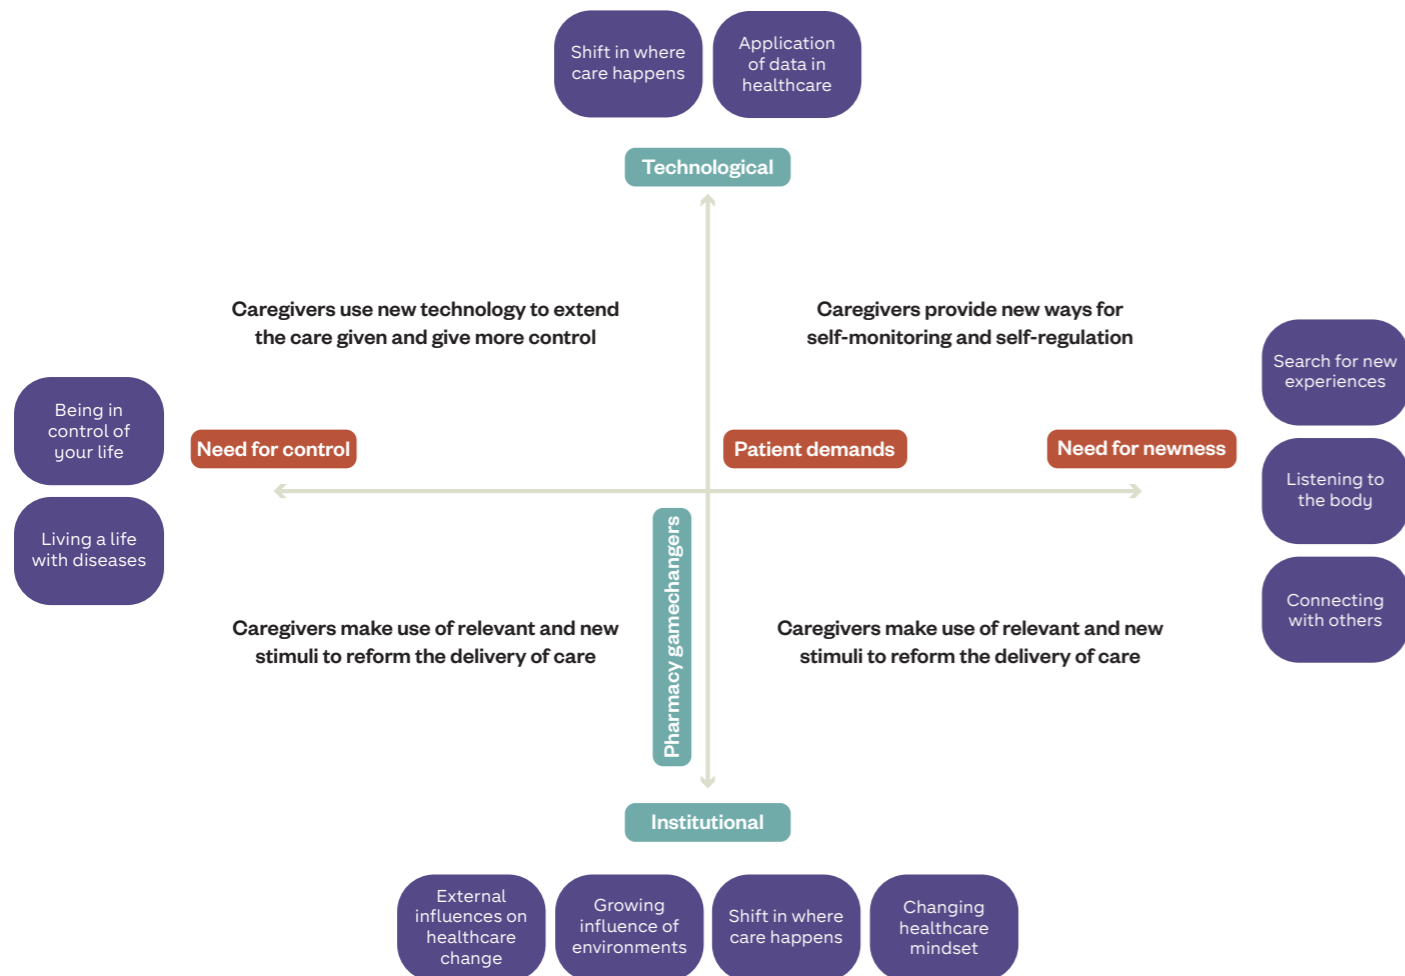 Shift in where
care happens
Application
of data in
healthcare
Technological
Caregivers use new technology to extend
the care given and give more control
Caregivers provide new ways for
self-monitoring and self-regulation
Search for new
experiences
Being in
control of
your life
Need for control
Patient demands
Need for newness
Listening to
the body
Living a life
with diseases
Pharmacy gamechangers
Connecting
with others
Caregivers make use of relevant and new
stimuli to reform the delivery of care
Caregivers make use of relevant and new
stimuli to reform the delivery of care
Institutional
External
influences on
healthcare
change
Growing
influence of
environments
Shift in where
care happens
Changing
healthcare
mindset